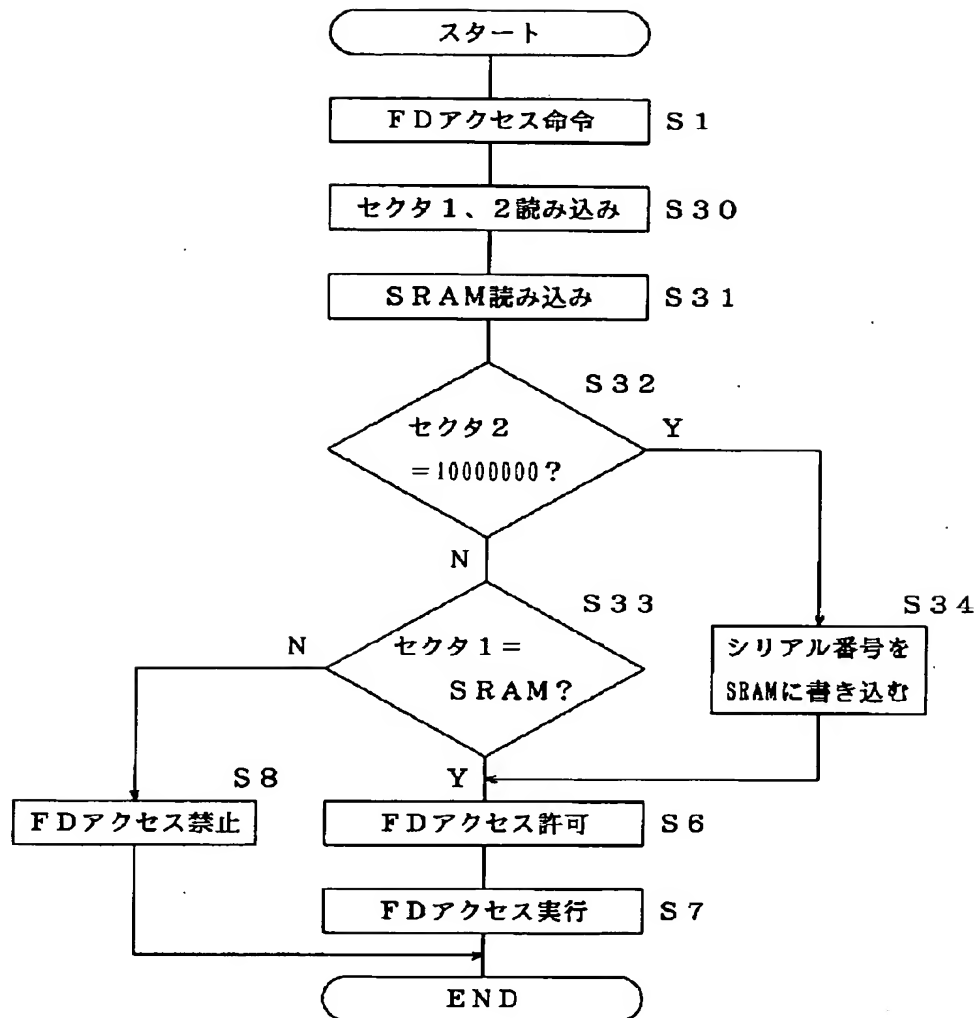 スタート
FDアクセス命令 S1
セクタ1、2読み込み S30
SRAM読み込み S31
S32
セクタ2
=10000000?
Y
N
S33
S34
N
セクタ1=
SRAM?
シリアル番号を
SRAMに書き込む
Y
S8
FDアクセス禁止
FDアクセス許可 S6
FDアクセス実行 S7
END